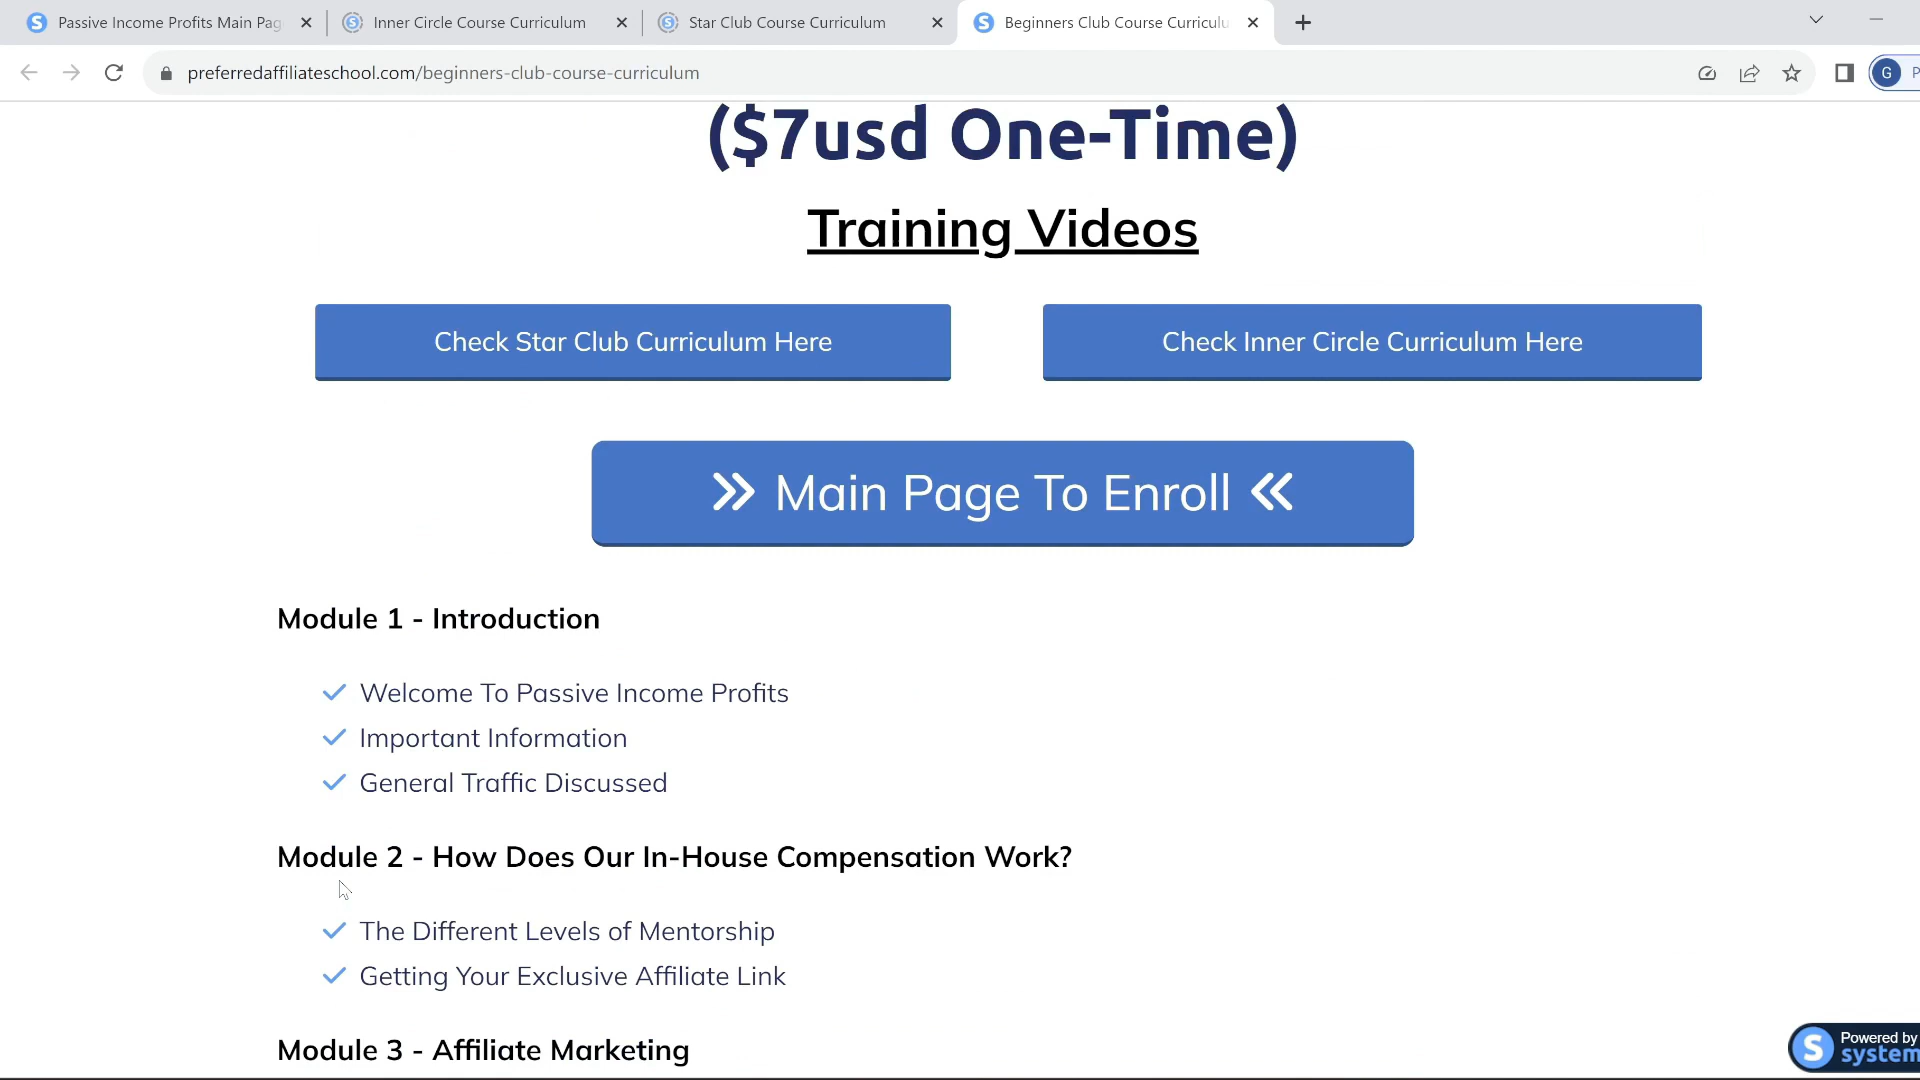 Passive Income Profits Main Pag
Inner Circle Course Curriculum
Star Club Course Curriculum
Beginners Club Course Curriculu
preferredaffiliateschool.com/beginners-club-course-curriculum
G
P
($7usd One-Time)
Training Videos
Check Star Club Curriculum Here
Check Inner Circle Curriculum Here
Main Page To Enroll
Module 1 - Introduction
Welcome To Passive Income Profits
Important Information
General Traffic Discussed
Module 2 - How Does Our In-House Compensation Work?
The Different Levels of Mentorship
Getting Your Exclusive Affiliate Link
Module 3 - Affiliate Marketing
Powered by
system